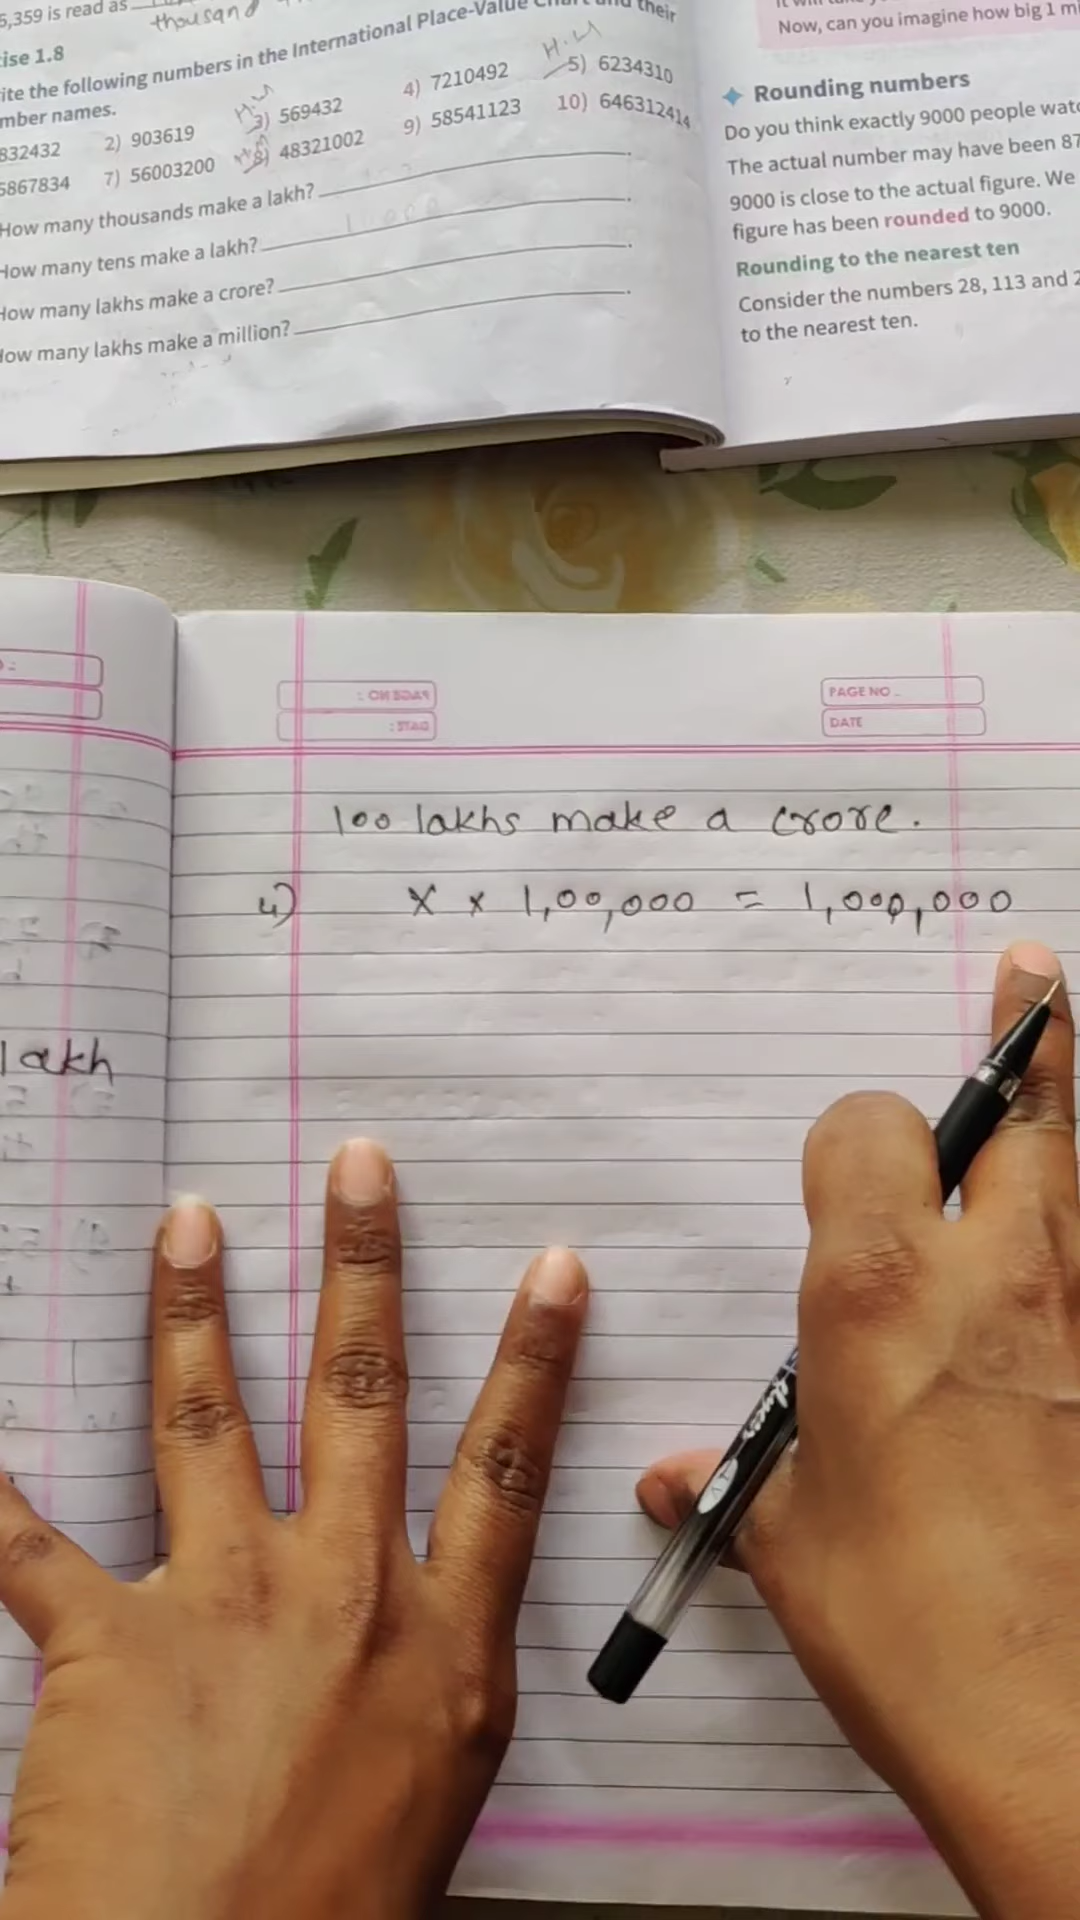 5,359 is read as
thousand
ise 1.8
ite the following numbers in the International Place-Value Chart and their
mber names.
832432 2) 903619 H.W 3) 569432 4) 7210492 H.W 5) 6234310
5867834 7) 56003200 8) 48321002 9) 58541123 10) 646312414
How many thousands make a lakh?
How many tens make a lakh?
How many lakhs make a crore?
How many lakhs make a million?
Now, can you imagine how big 1 mi
Rounding numbers
Do you think exactly 9000 people wat
The actual number may have been 87
9000 is close to the actual figure. We
figure has been rounded to 9000.
Rounding to the nearest ten
Consider the numbers 28, 113 and 2
to the nearest ten.
PAGE NO
DATE
100 lakhs make a crore.
4) x × 1,00,000 = 1,000,000
lakh